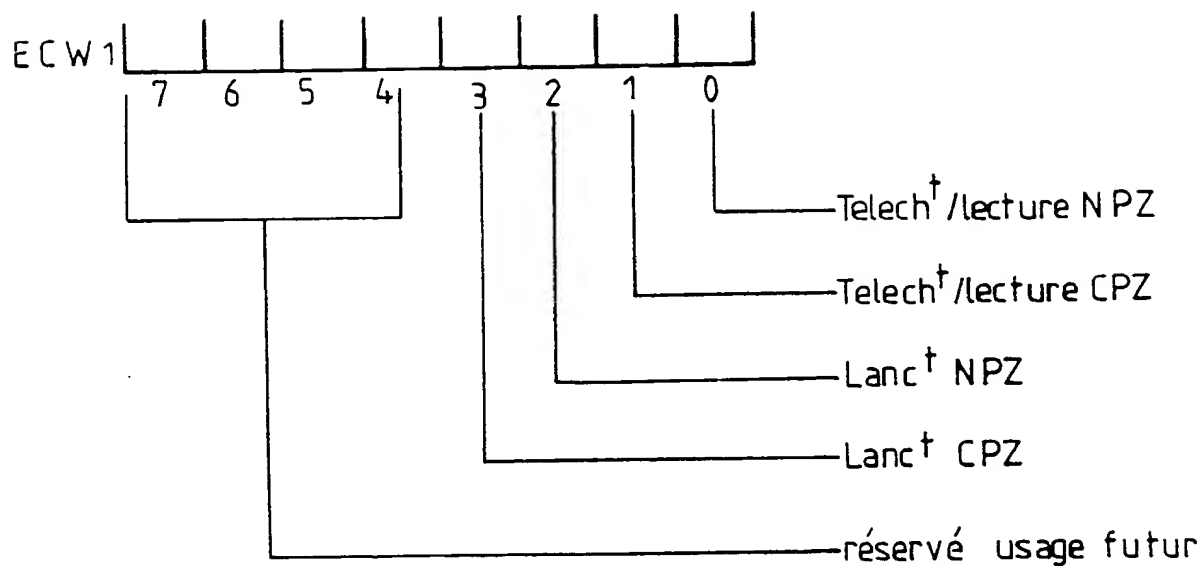 ECW1
7 6 5 4 3 2 1 0
Telech† /lecture NPZ
Telech† /lecture CPZ
Lanc† NPZ
Lanc† CPZ
réservé usage futur